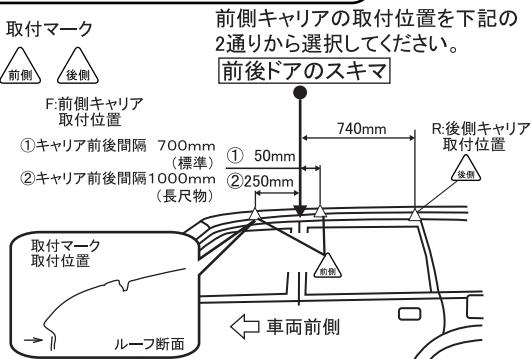 前側キャリアの取付位置を下記の
2通りから選択してください。
取付マーク
前側
後側
前後ドアのスキマ
F:前側キャリア
取付位置
①キャリア前後間隔 700mm
(標準)
②キャリア前後間隔1000mm
(長尺物)
① 50mm
②250mm
740mm
R:後側キャリア
取付位置
後側
前側
取付マーク
取付位置
ルーフ断面
車両前側